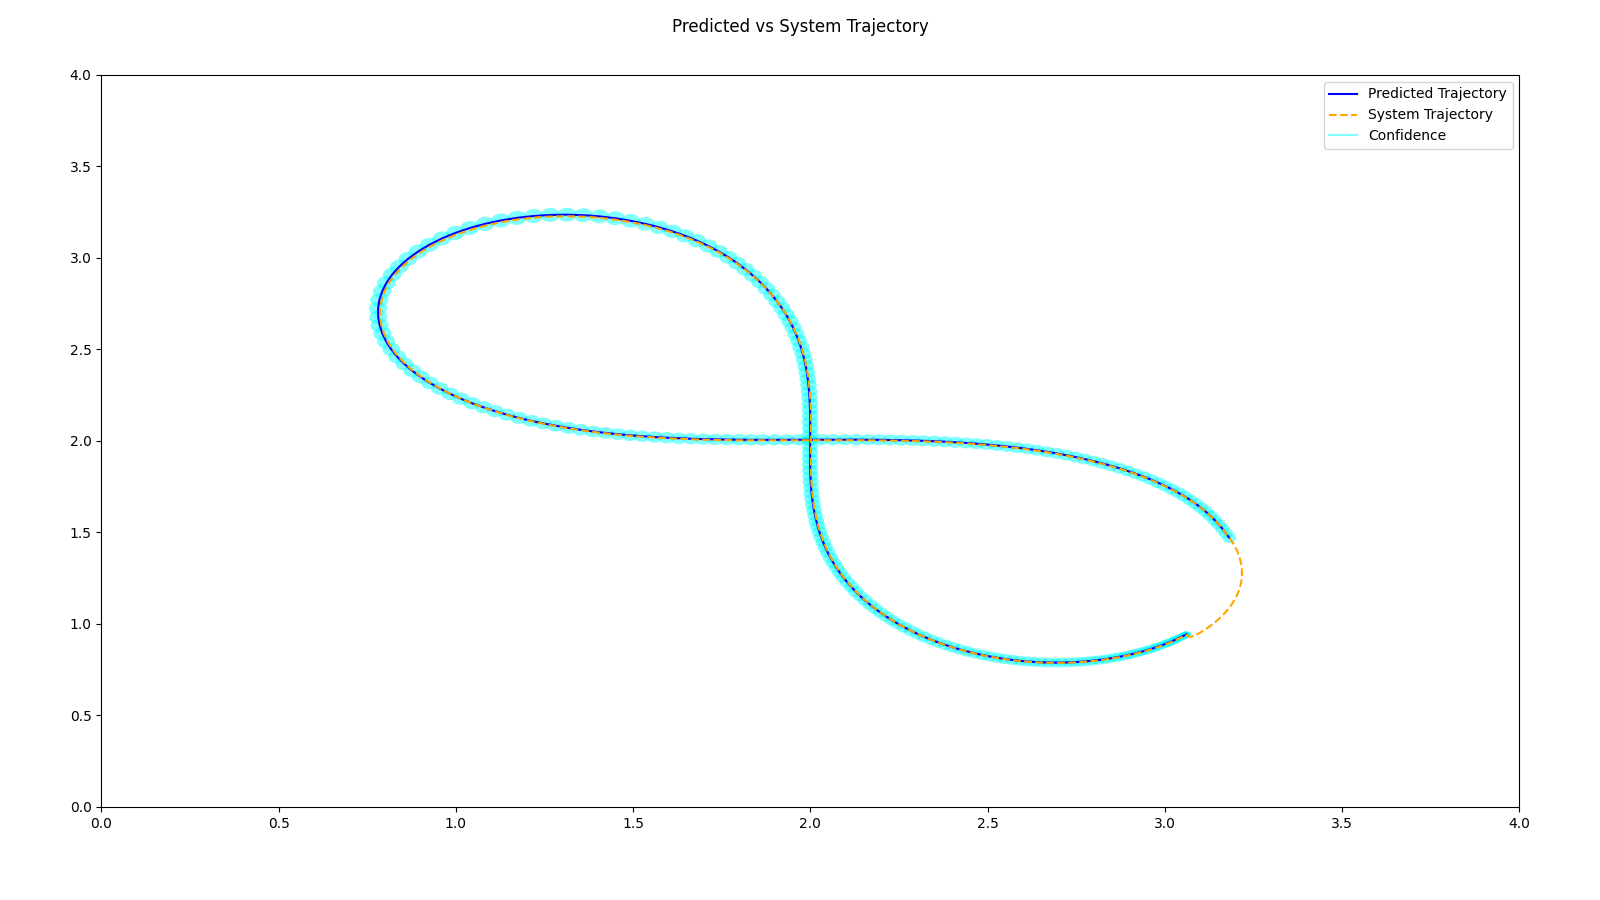 Predicted vs System Trajectory
4.0
3.5
3.0
2.5
2.0
1.5
1.0
0.5
0.0
Predicted Trajectory
System Trajectory
Confidence
0.0 0.5 1.0 1.5 2.0 2.5 3.0 3.5 4.0